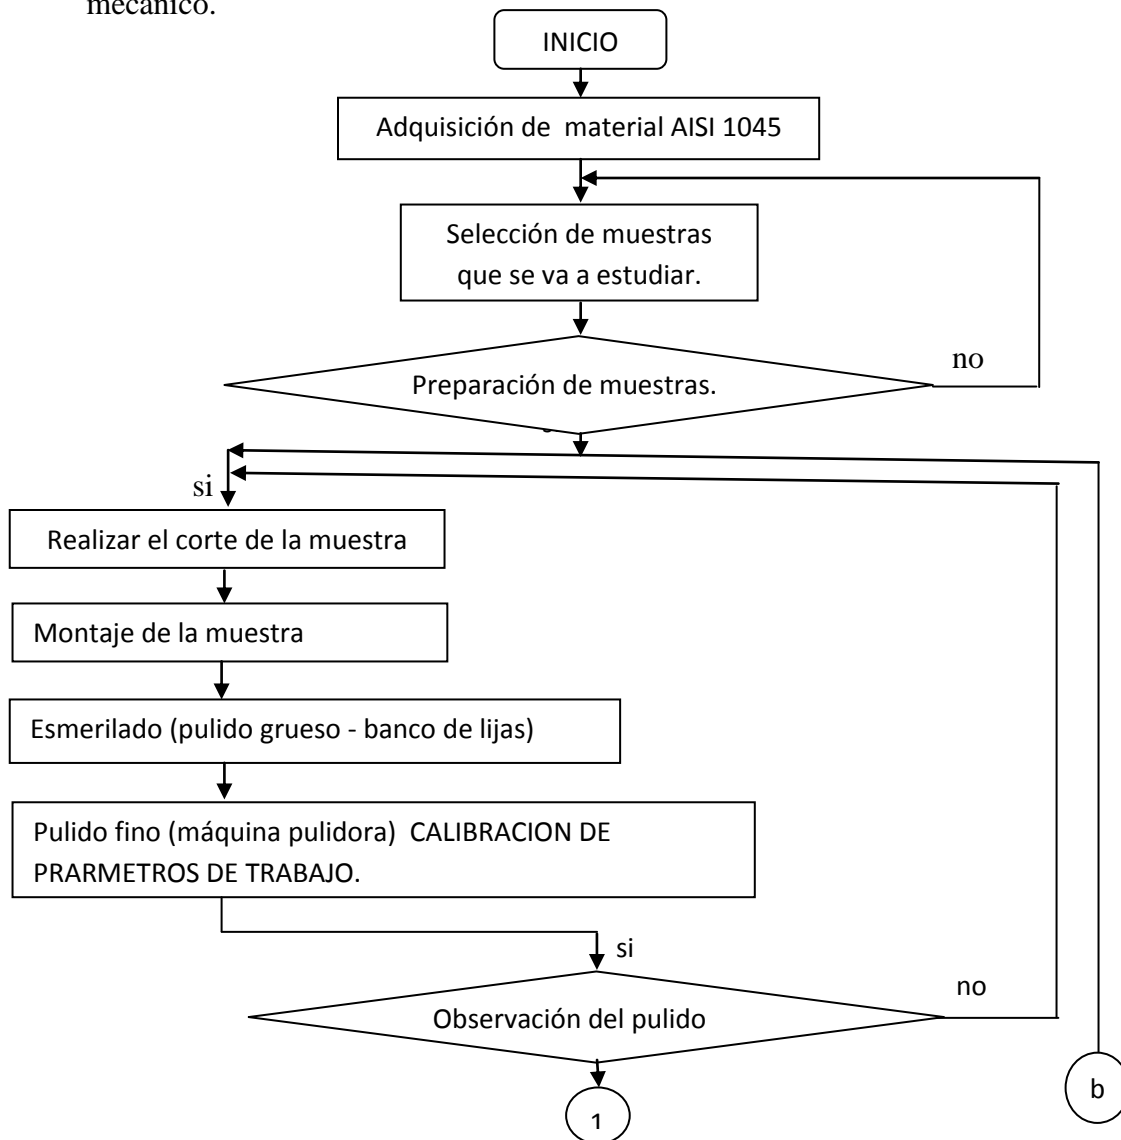 mecánico.
INICIO
Adquisición de material AISI 1045
Selección de muestras
que se va a estudiar.
no
Preparación de muestras.
si
Realizar el corte de la muestra
Montaje de la muestra
Esmerilado (pulido grueso - banco de lijas)
Pulido fino (máquina pulidora) CALIBRACION DE
PRARMETROS DE TRABAJO.
si
no
Observación del pulido
b
1